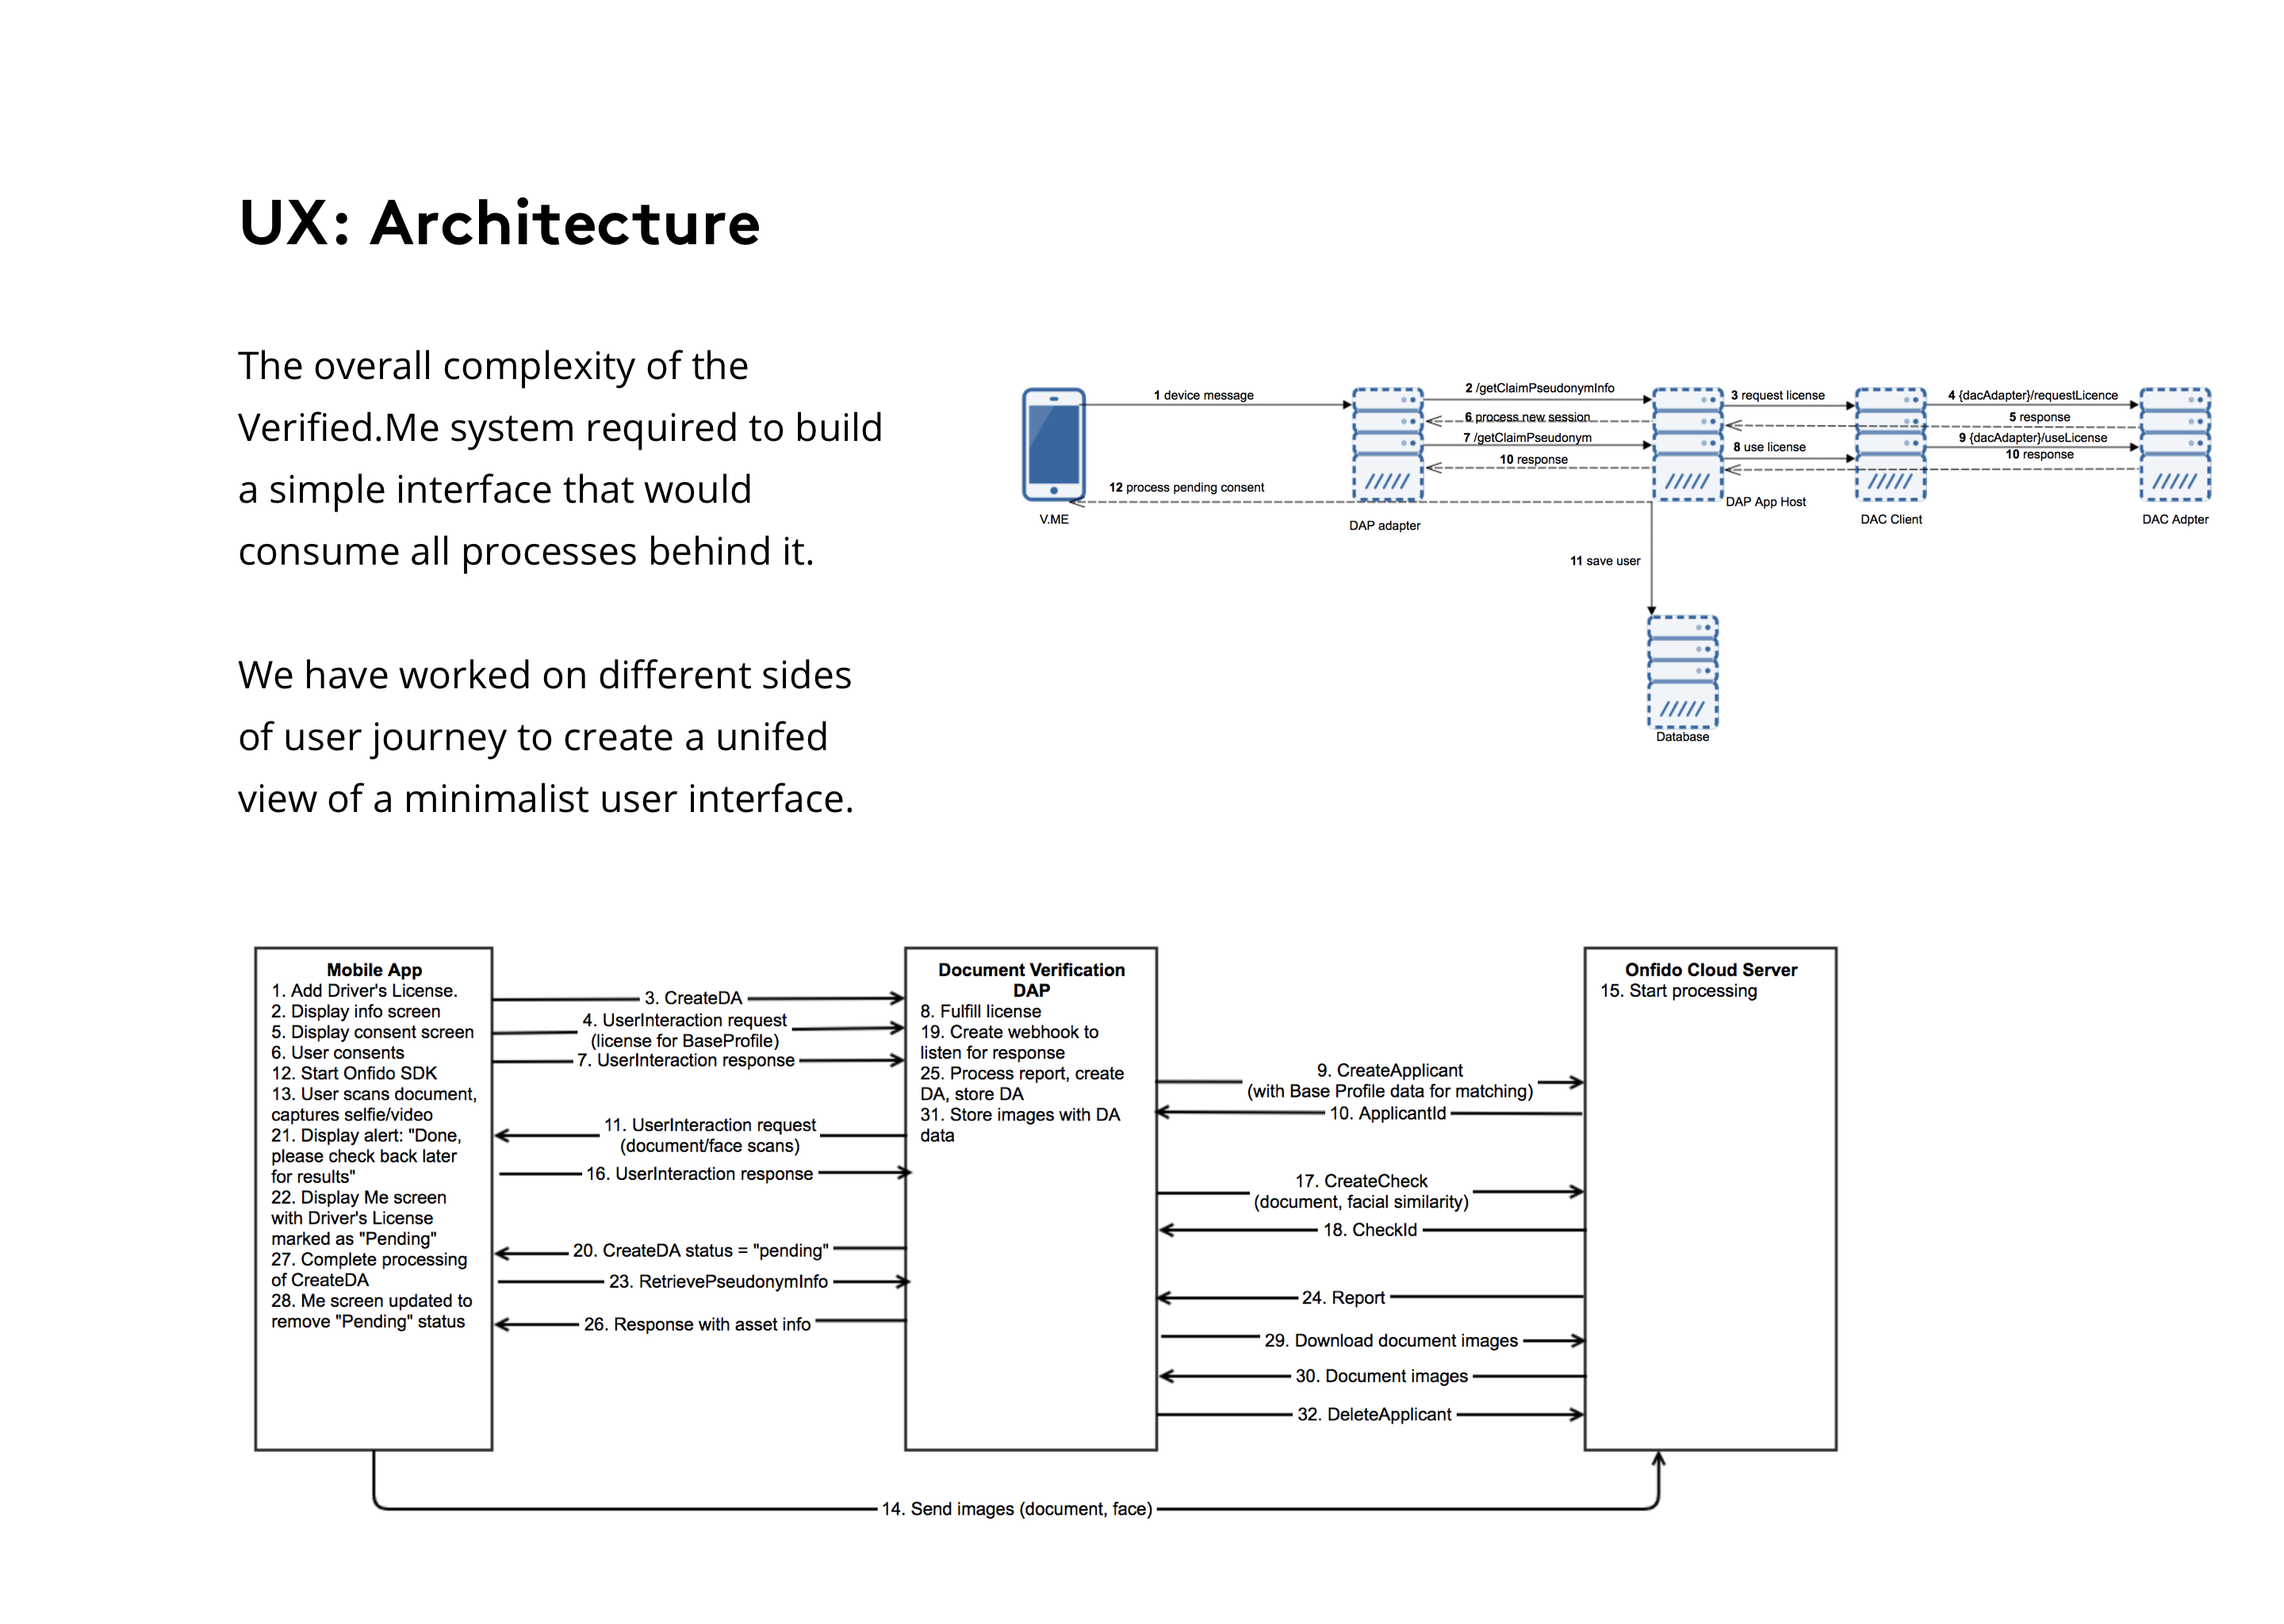 UX: Architecture
The overall complexity of the
Verified.Me system required to build
a simple interface that would
consume all processes behind it.
We have worked on different sides
of user journey to create a unifed
view of a minimalist user interface.
1 device message
2 /getClaimPseudonymInfo
3 request license
4 {dacAdapter}/requestLicence
6 process new session
5 response
7 /getClaimPseudonym
8 use license
9 {dacAdapter}/useLicense
10 response
10 response
12 process pending consent
V.ME
DAP adapter
DAP App Host
DAC Client
DAC Adpter
11 save user
Database
Mobile App
1. Add Driver's License.
2. Display info screen
5. Display consent screen
6. User consents
12. Start Onfido SDK
13. User scans document,
captures selfie/video
21. Display alert: "Done,
please check back later
for results"
22. Display Me screen
with Driver's License
marked as "Pending"
27. Complete processing
of CreateDA
28. Me screen updated to
remove "Pending" status
3. CreateDA
4. UserInteraction request
(license for BaseProfile)
7. UserInteraction response
11. UserInteraction request
(document/face scans)
16. UserInteraction response
20. CreateDA status = "pending"
23. RetrievePseudonymInfo
26. Response with asset info
Document Verification
DAP
8. Fulfill license
19. Create webhook to
listen for response
25. Process report, create
DA, store DA
31. Store images with DA
data
9. CreateApplicant
(with Base Profile data for matching)
10. ApplicantId
17. CreateCheck
(document, facial similarity)
18. CheckId
24. Report
29. Download document images
30. Document images
32. DeleteApplicant
Onfido Cloud Server
15. Start processing
14. Send images (document, face)